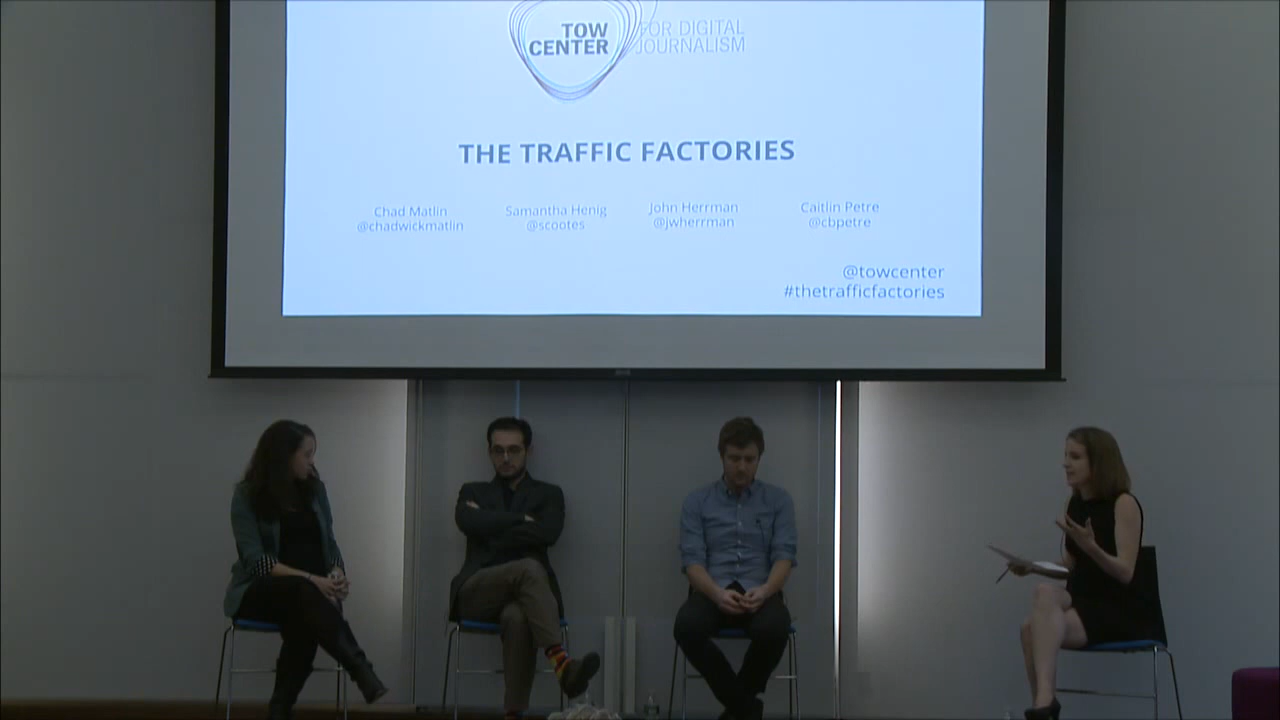 TOW
CENTER
FOR DIGITAL
JOURNALISM
THE TRAFFIC FACTORIES
Chad Matlin
@chadwickmatlin
Samantha Henig
@scootes
John Herrman
@jwherrman
Caitlin Petre
@cbpetre
@towcenter
#thetrafficfactories